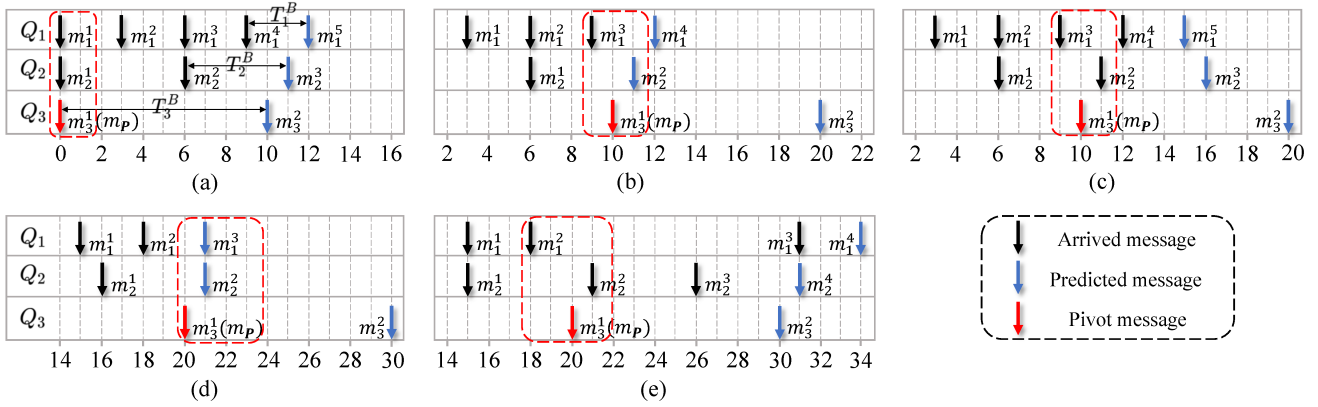 Q₁ m₁¹ m₁² m₁³ m₁⁴ T₁ᴮ m₁⁵
Q₂ m₂¹ m₂² T₂ᴮ m₂³
Q₃ m₃¹(m_P) T₃ᴮ m₃²
0 2 4 6 8 10 12 14 16
(a)
m₁¹ m₁² m₁³ m₁⁴
m₂¹ m₂²
m₃¹(m_P) m₃²
2 4 6 8 10 12 14 16 18 20 22
(b)
m₁¹ m₁² m₁³ m₁⁴ m₁⁵
m₂¹ m₂² m₂³
m₃¹(m_P) m₃²
2 4 6 8 10 12 14 16 18 20
(c)
Q₁ m₁¹ m₁² m₁³
Q₂ m₂¹ m₂²
Q₃ m₃¹(m_P) m₃²
14 16 18 20 22 24 26 28 30
(d)
m₁¹ m₁² m₁³ m₁⁴
m₂¹ m₂² m₂³ m₂⁴
m₃¹(m_P) m₃²
14 16 18 20 22 24 26 28 30 32 34
(e)
Arrived message
Predicted message
Pivot message